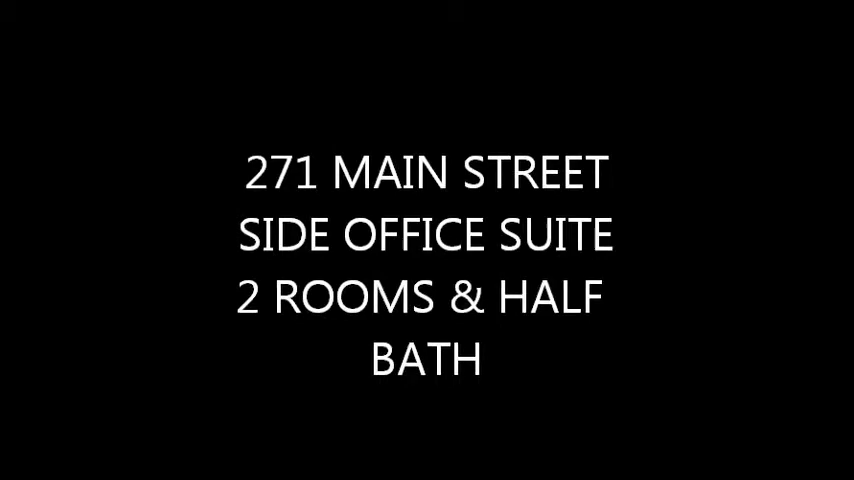 271 MAIN STREET
SIDE OFFICE SUITE
2 ROOMS & HALF
BATH